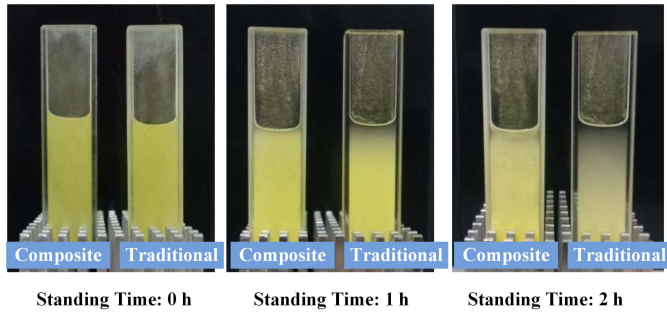 Composite Traditional Composite Traditional Composite Traditional
Standing Time: 0 h Standing Time: 1 h Standing Time: 2 h